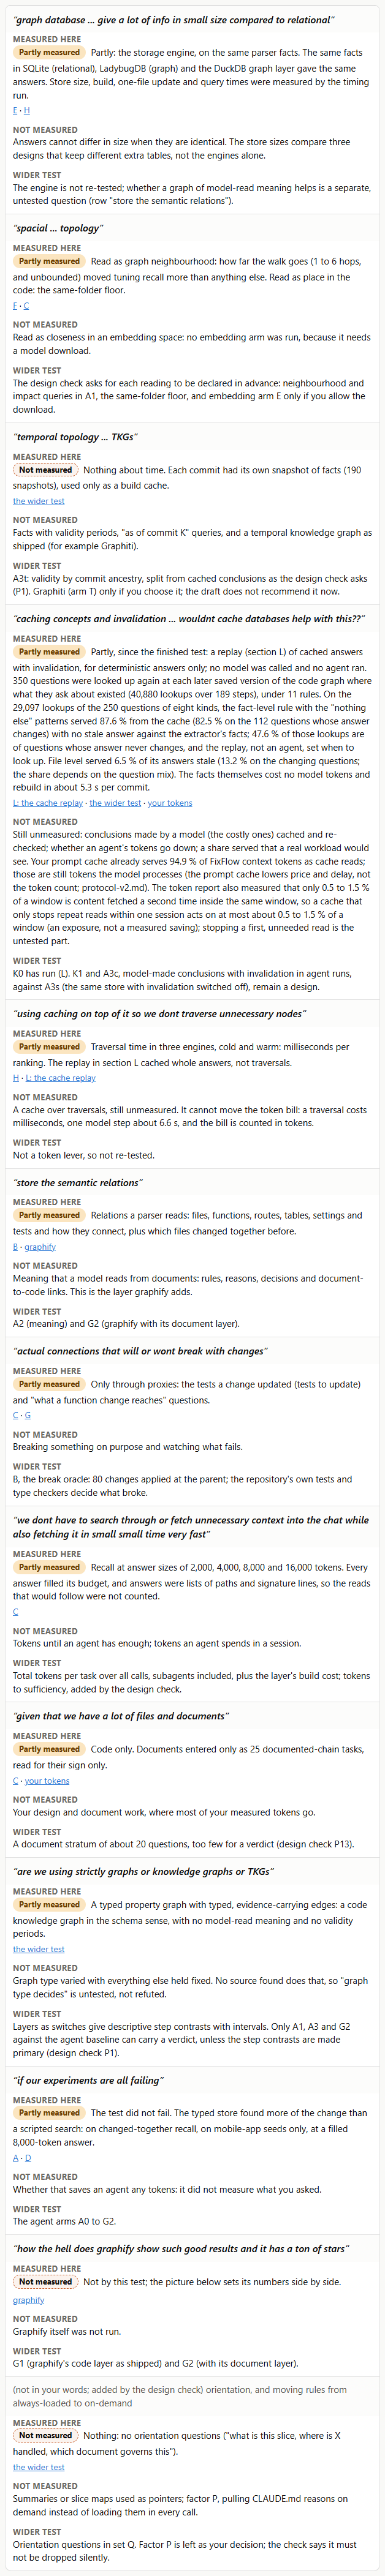 "graph database ... give a lot of info in small size compared to relational"
MEASURED HERE
Partly measured Partly: the storage engine, on the same parser facts. The same facts
in SQLite (relational), LadybugDB (graph) and the DuckDB graph layer gave the same
answers. Store size, build, one-file update and query times were measured by the timing
run.
E · H
NOT MEASURED
Answers cannot differ in size when they are identical. The store sizes compare three
designs that keep different extra tables, not the engines alone.
WIDER TEST
The engine is not re-tested; whether a graph of model-read meaning helps is a separate,
untested question (row "store the semantic relations").
"spacial ... topology"
MEASURED HERE
Partly measured Read as graph neighbourhood: how far the walk goes (1 to 6 hops,
and unbounded) moved tuning recall more than anything else. Read as place in the
code: the same-folder floor.
F · C
NOT MEASURED
Read as closeness in an embedding space: no embedding arm was run, because it needs
a model download.
WIDER TEST
The design check asks for each reading to be declared in advance: neighbourhood and
impact queries in A1, the same-folder floor, and embedding arm E only if you allow the
download.
"temporal topology ... TKGs"
MEASURED HERE
Not measured Nothing about time. Each commit had its own snapshot of facts (190
snapshots), used only as a build cache.
the wider test
NOT MEASURED
Facts with validity periods, "as of commit K" queries, and a temporal knowledge graph as
shipped (for example Graphiti).
WIDER TEST
A3t: validity by commit ancestry, split from cached conclusions as the design check asks
(P1). Graphiti (arm T) only if you choose it; the draft does not recommend it now.
"caching concepts and invalidation ... wouldnt cache databases help with this??"
MEASURED HERE
Partly measured Partly, since the finished test: a replay (section L) of cached answers
with invalidation, for deterministic answers only; no model was called and no agent ran.
350 questions were looked up again at each later saved version of the code graph where
what they ask about existed (40,880 lookups over 189 steps), under 11 rules. On the
29,097 lookups of the 250 questions of eight kinds, the fact-level rule with the "nothing
else" patterns served 87.6 % from the cache (82.5 % on the 112 questions whose answer
changes) with no stale answer against the extractor's facts; 47.6 % of those lookups are
of questions whose answer never changes, and the replay, not an agent, set when to
look up. File level served 6.5 % of its answers stale (13.2 % on the changing questions;
the share depends on the question mix). The facts themselves cost no model tokens and
rebuild in about 5.3 s per commit.
L: the cache replay · the wider test · your tokens
NOT MEASURED
Still unmeasured: conclusions made by a model (the costly ones) cached and re-
checked; whether an agent's tokens go down; a share served that a real workload would
see. Your prompt cache already serves 94.9 % of FixFlow context tokens as cache reads;
those are still tokens the model processes (the prompt cache lowers price and delay, not
the token count; protocol-v2.md). The token report also measured that only 0.5 to 1.5 %
of a window is content fetched a second time inside the same window, so a cache that
only stops repeat reads within one session acts on at most about 0.5 to 1.5 % of a
window (an exposure, not a measured saving); stopping a first, unneeded read is the
untested part.
WIDER TEST
K0 has run (L). K1 and A3c, model-made conclusions with invalidation in agent runs,
against A3s (the same store with invalidation switched off), remain a design.
"using caching on top of it so we dont traverse unnecessary nodes"
MEASURED HERE
Partly measured Traversal time in three engines, cold and warm: milliseconds per
ranking. The replay in section L cached whole answers, not traversals.
H · L: the cache replay
NOT MEASURED
A cache over traversals, still unmeasured. It cannot move the token bill: a traversal costs
milliseconds, one model step about 6.6 s, and the bill is counted in tokens.
WIDER TEST
Not a token lever, so not re-tested.
"store the semantic relations"
MEASURED HERE
Partly measured Relations a parser reads: files, functions, routes, tables, settings and
tests and how they connect, plus which files changed together before.
B · graphify
NOT MEASURED
Meaning that a model reads from documents: rules, reasons, decisions and document-
to-code links. This is the layer graphify adds.
WIDER TEST
A2 (meaning) and G2 (graphify with its document layer).
"actual connections that will or wont break with changes"
MEASURED HERE
Partly measured Only through proxies: the tests a change updated (tests to update)
and "what a function change reaches" questions.
C · G
NOT MEASURED
Breaking something on purpose and watching what fails.
WIDER TEST
B, the break oracle: 80 changes applied at the parent; the repository's own tests and
type checkers decide what broke.
"we dont have to search through or fetch unnecessary context into the chat while
also fetching it in small small time very fast"
MEASURED HERE
Partly measured Recall at answer sizes of 2,000, 4,000, 8,000 and 16,000 tokens. Every
answer filled its budget, and answers were lists of paths and signature lines, so the reads
that would follow were not counted.
C
NOT MEASURED
Tokens until an agent has enough; tokens an agent spends in a session.
WIDER TEST
Total tokens per task over all calls, subagents included, plus the layer's build cost; tokens
to sufficiency, added by the design check.
"given that we have a lot of files and documents"
MEASURED HERE
Partly measured Code only. Documents entered only as 25 documented-chain tasks,
read for their sign only.
C · your tokens
NOT MEASURED
Your design and document work, where most of your measured tokens go.
WIDER TEST
A document stratum of about 20 questions, too few for a verdict (design check P13).
"are we using strictly graphs or knowledge graphs or TKGs"
MEASURED HERE
Partly measured A typed property graph with typed, evidence-carrying edges: a code
knowledge graph in the schema sense, with no model-read meaning and no validity
periods.
the wider test
NOT MEASURED
Graph type varied with everything else held fixed. No source found does that, so "graph
type decides" is untested, not refuted.
WIDER TEST
Layers as switches give descriptive step contrasts with intervals. Only A1, A3 and G2
against the agent baseline can carry a verdict, unless the step contrasts are made
primary (design check P1).
"if our experiments are all failing"
MEASURED HERE
Partly measured The test did not fail. The typed store found more of the change than
a scripted search: on changed-together recall, on mobile-app seeds only, at a filled
8,000-token answer.
A · D
NOT MEASURED
Whether that saves an agent any tokens: it did not measure what you asked.
WIDER TEST
The agent arms A0 to G2.
"how the hell does graphify show such good results and it has a ton of stars"
MEASURED HERE
Not measured Not by this test; the picture below sets its numbers side by side.
graphify
NOT MEASURED
Graphify itself was not run.
WIDER TEST
G1 (graphify's code layer as shipped) and G2 (with its document layer).
(not in your words; added by the design check) orientation, and moving rules from
always-loaded to on-demand
MEASURED HERE
Not measured Nothing: no orientation questions ("what is this slice, where is X
handled, which document governs this").
the wider test
NOT MEASURED
Summaries or slice maps used as pointers; factor P, pulling CLAUDE.md reasons on
demand instead of loading them in every call.
WIDER TEST
Orientation questions in set Q. Factor P is left as your decision; the check says it must
not be dropped silently.